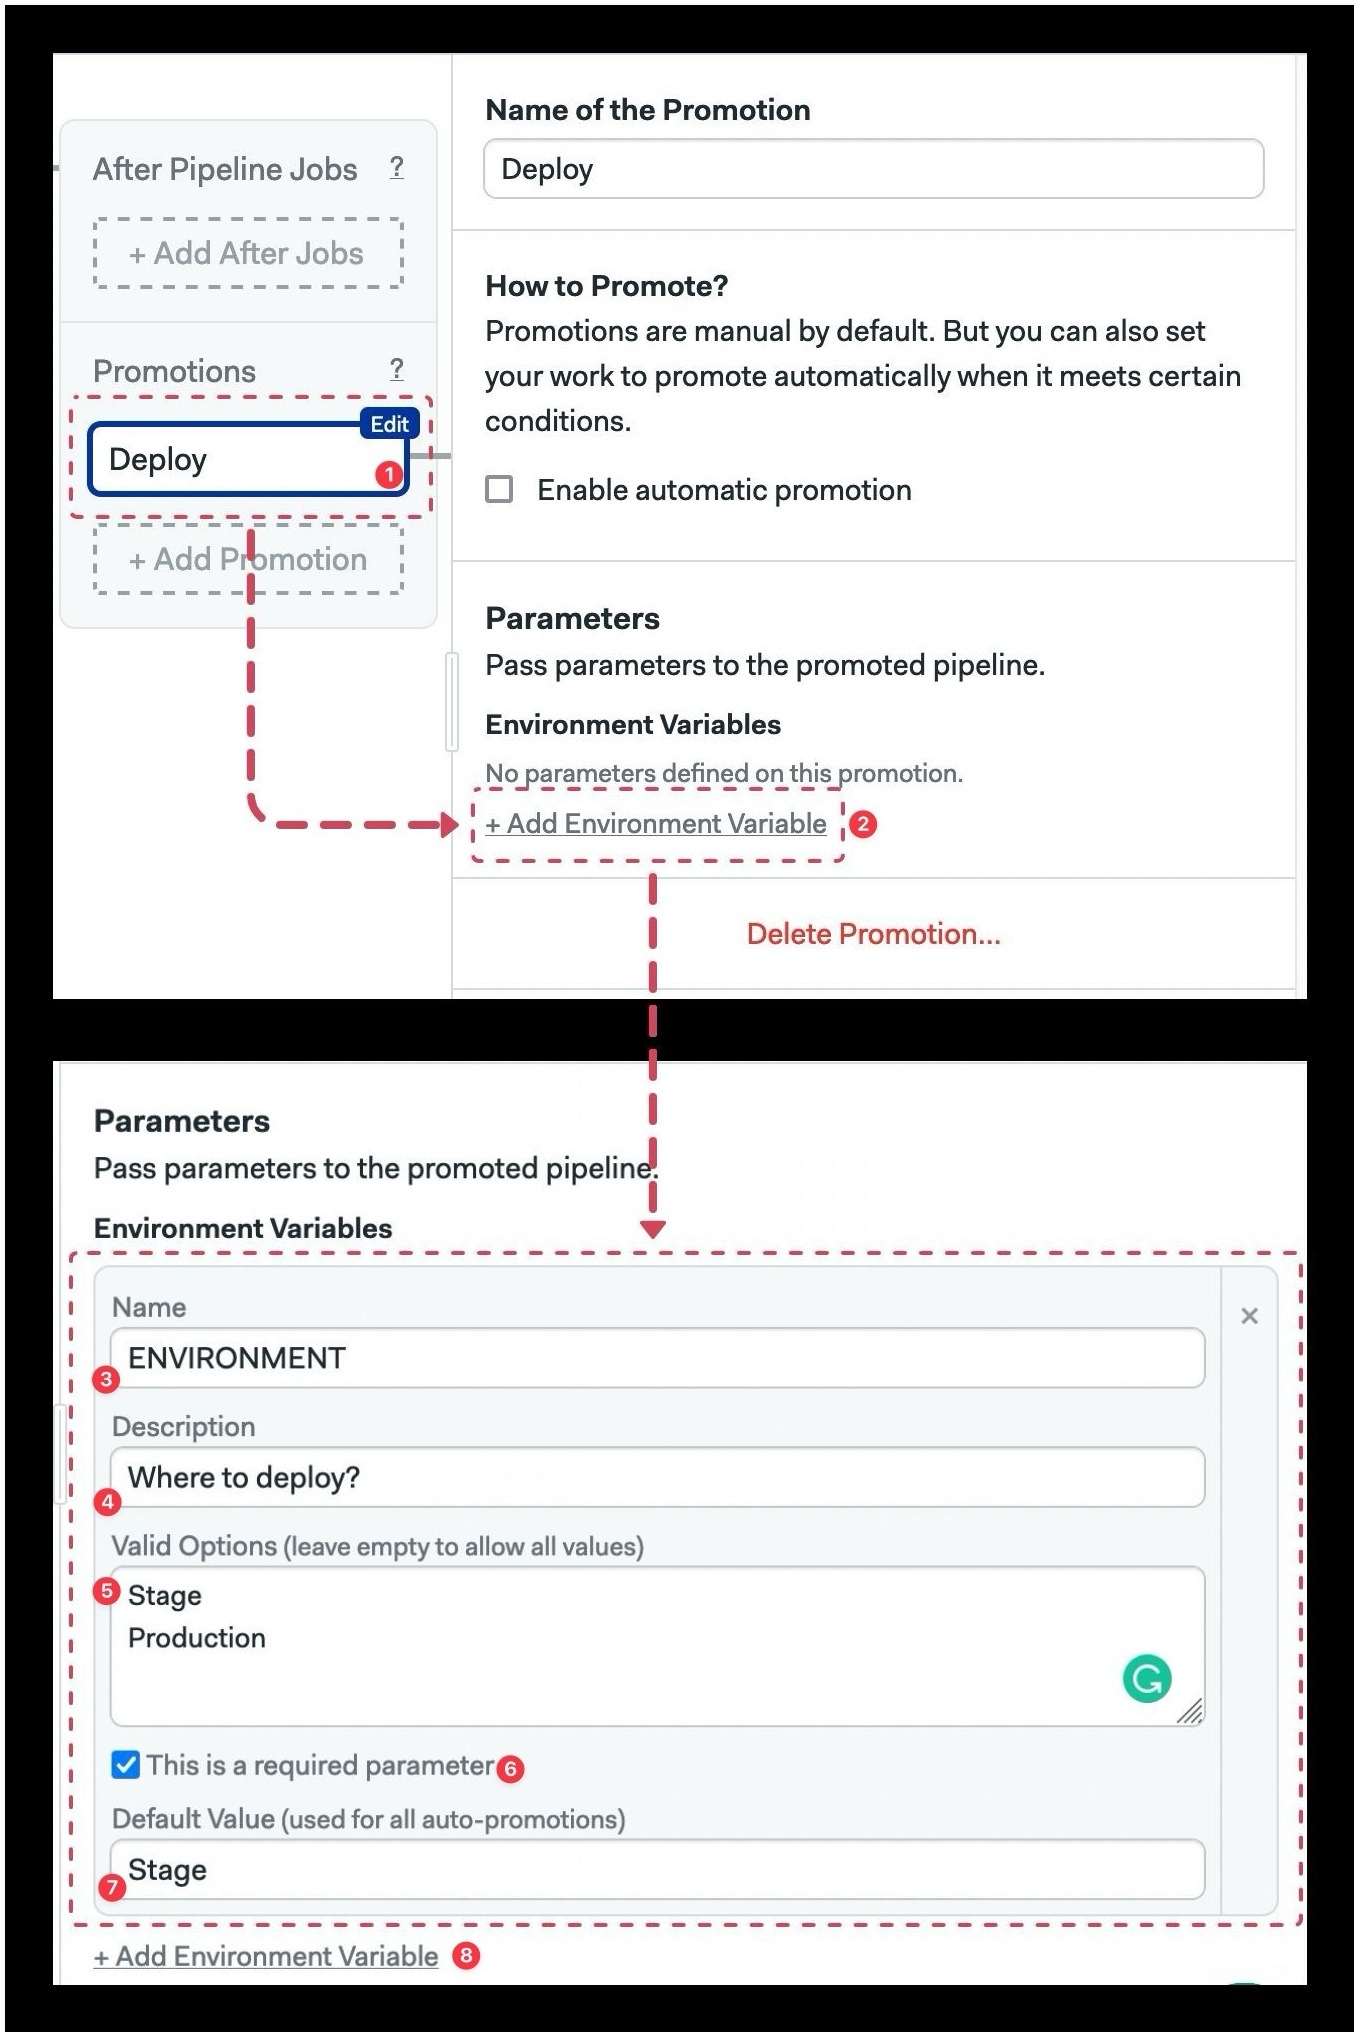 After Pipeline Jobs ?
+ Add After Jobs
Promotions ?
Edit
Deploy
1
+ Add Promotion
Name of the Promotion
Deploy
How to Promote?
Promotions are manual by default. But you can also set
your work to promote automatically when it meets certain
conditions.
Enable automatic promotion
Parameters
Pass parameters to the promoted pipeline.
Environment Variables
No parameters defined on this promotion.
+ Add Environment Variable 2
Delete Promotion...
Parameters
Pass parameters to the promoted pipeline.
Environment Variables
Name
×
ENVIRONMENT
3
Description
Where to deploy?
4
Valid Options (leave empty to allow all values)
5 Stage
Production
G
This is a required parameter 6
Default Value (used for all auto-promotions)
Stage
7
+ Add Environment Variable 8